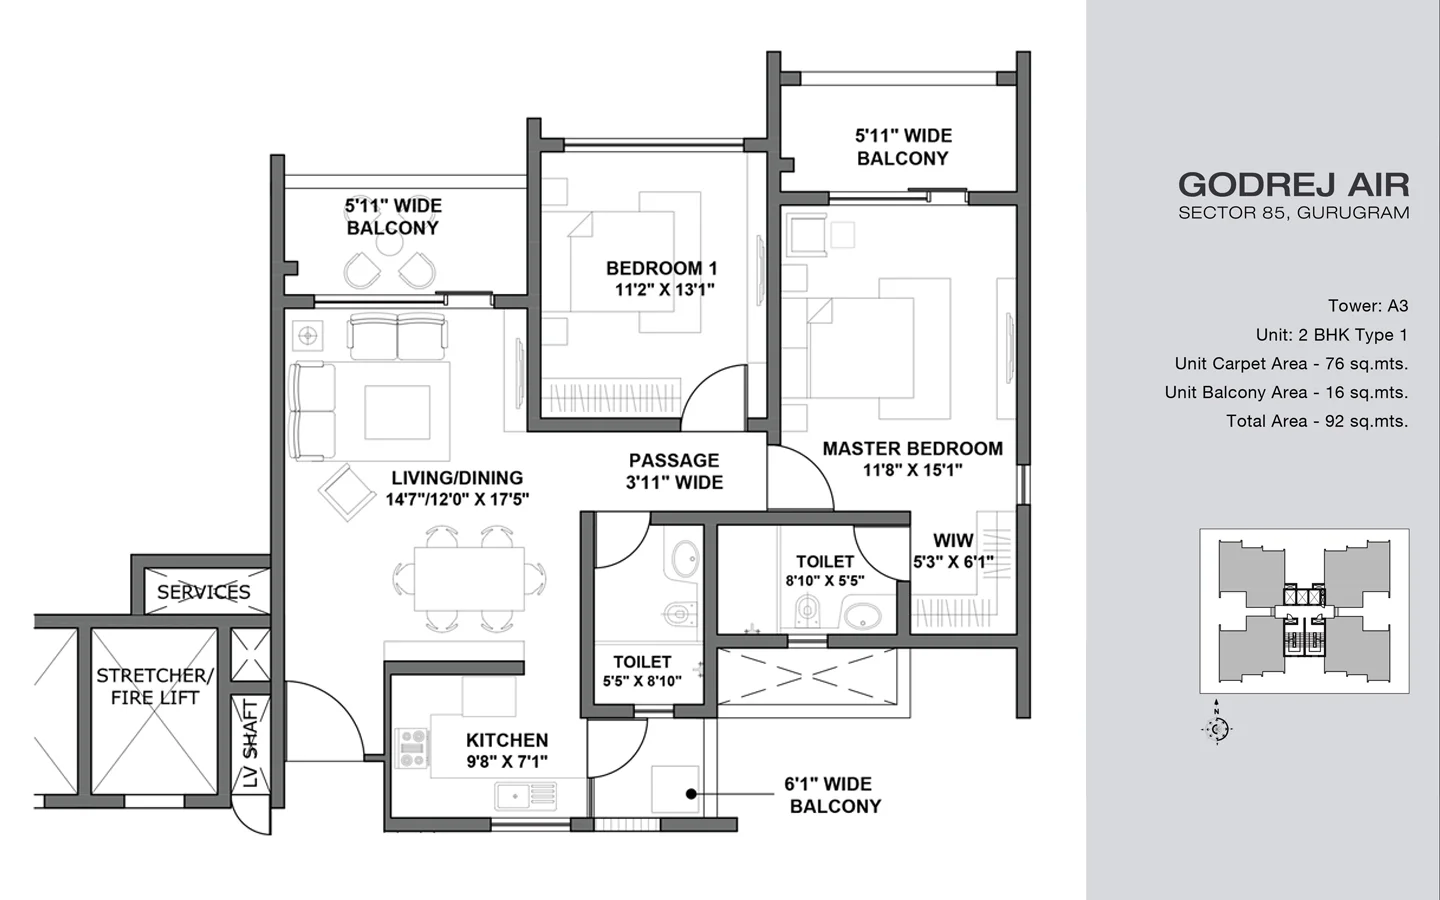 5'11" WIDE
BALCONY
5'11" WIDE
BALCONY
BEDROOM 1
11'2" X 13'1"
MASTER BEDROOM
11'8" X 15'1"
PASSAGE
3'11" WIDE
LIVING/DINING
14'7"/12'0" X 17'5"
WIW
5'3" X 6'1"
TOILET
8'10" X 5'5"
TOILET
5'5" X 8'10"
SERVICES
STRETCHER/
FIRE LIFT
LV SHAFT
KITCHEN
9'8" X 7'1"
6'1" WIDE
BALCONY
GODREJ AIR
SECTOR 85, GURUGRAM
Tower: A3
Unit: 2 BHK Type 1
Unit Carpet Area - 76 sq.mts.
Unit Balcony Area - 16 sq.mts.
Total Area - 92 sq.mts.
N